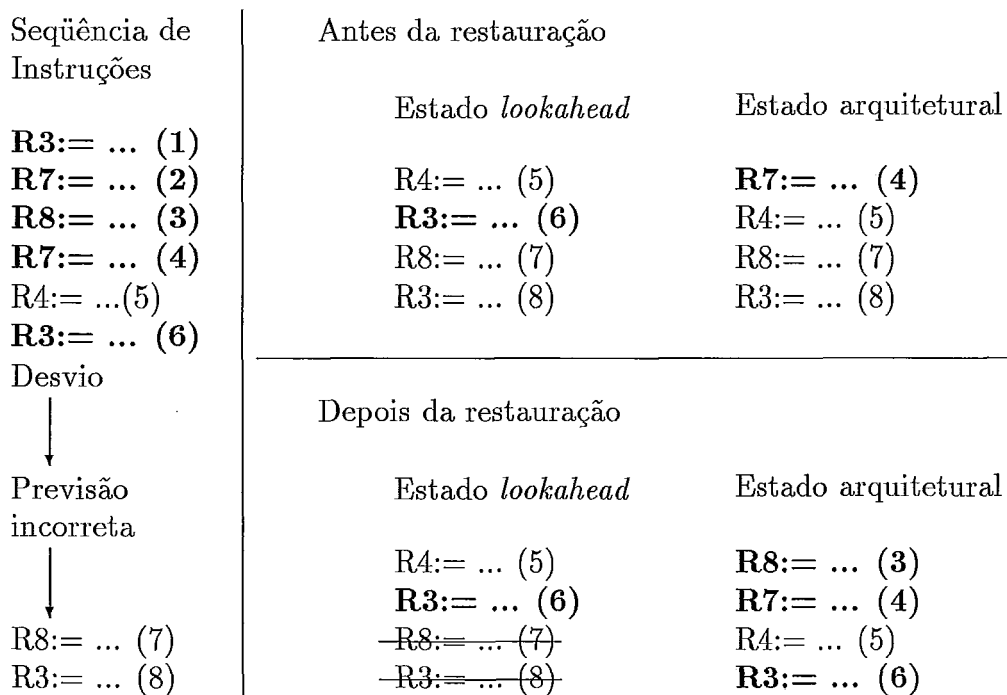 Seqüência de
Instruções
R3:= ... (1)
R7:= ... (2)
R8:= ... (3)
R7:= ... (4)
R4:= ...(5)
R3:= ... (6)
Desvio
Previsão
incorreta
R8:= ... (7)
R3:= ... (8)
Antes da restauração
Estado lookahead
R4:= ... (5)
R3:= ... (6)
R8:= ... (7)
R3:= ... (8)
Estado arquitetural
R7:= ... (4)
R4:= ... (5)
R8:= ... (7)
R3:= ... (8)
Depois da restauração
Estado lookahead
R4:= ... (5)
R3:= ... (6)
R8:= ... (7)
R3:= ... (8)
Estado arquitetural
R8:= ... (3)
R7:= ... (4)
R4:= ... (5)
R3:= ... (6)